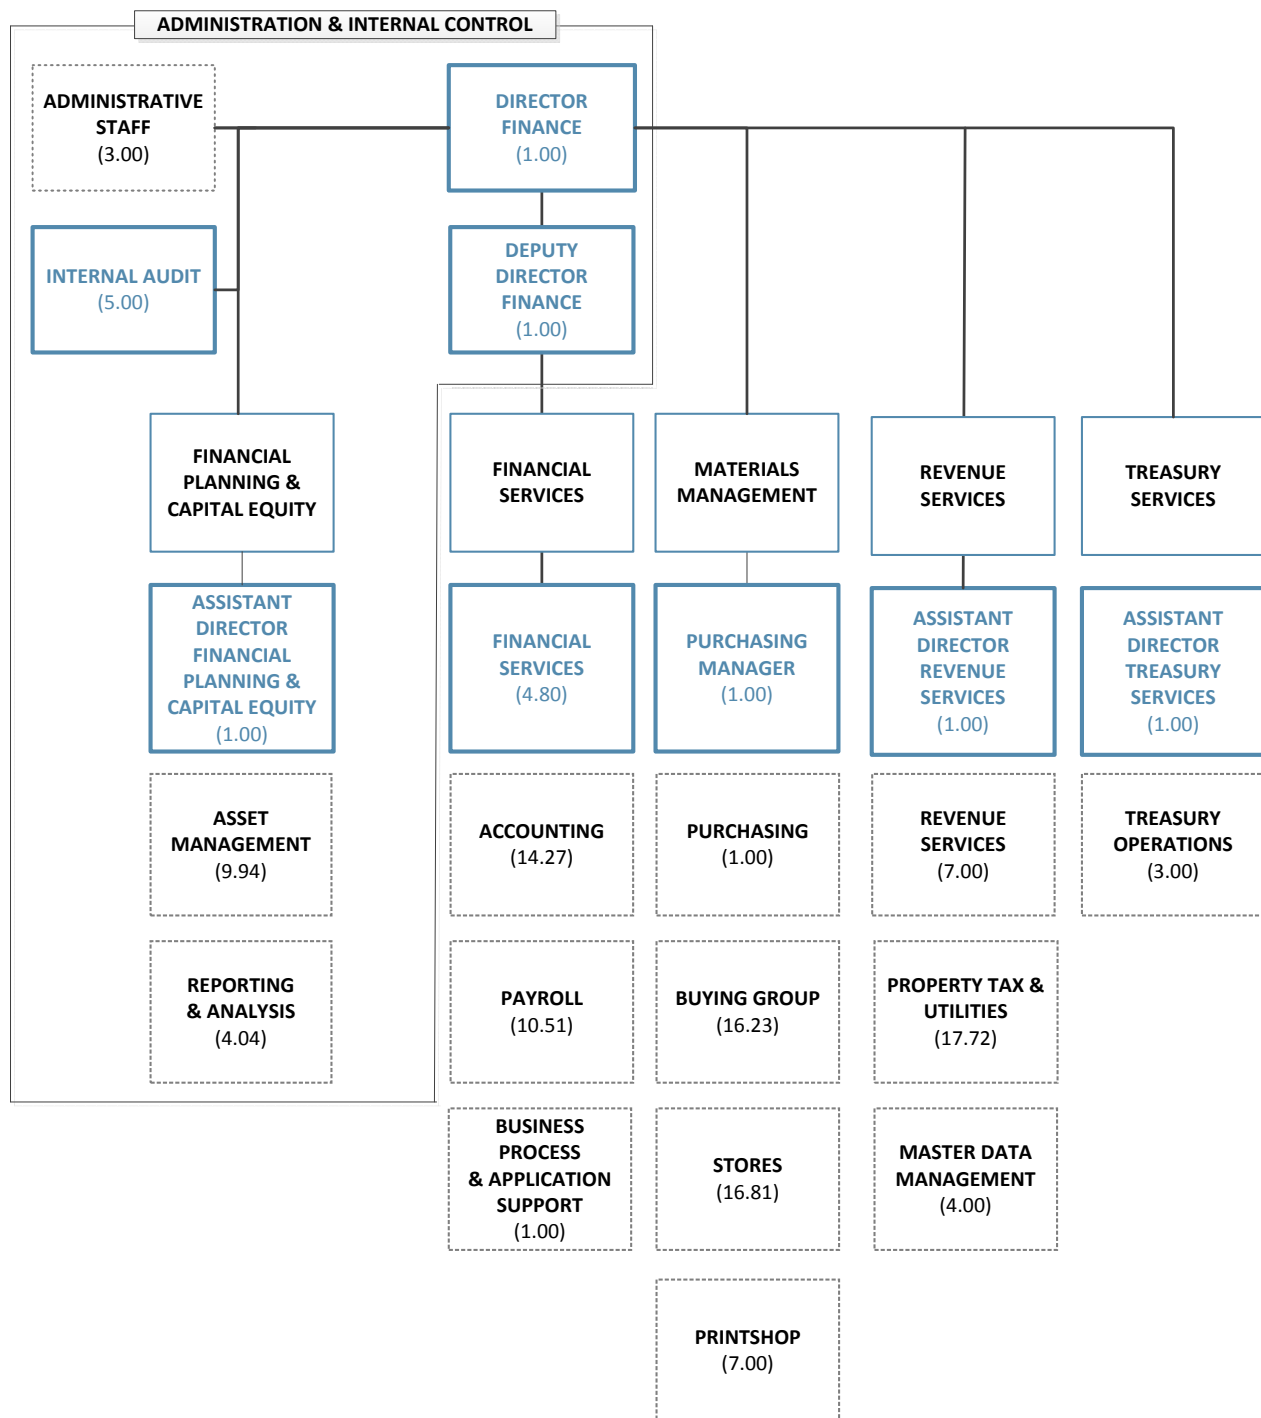 ADMINISTRATION & INTERNAL CONTROL
ADMINISTRATIVE
STAFF
(3.00)
DIRECTOR
FINANCE
(1.00)
INTERNAL AUDIT
(5.00)
DEPUTY
DIRECTOR
FINANCE
(1.00)
FINANCIAL
PLANNING &
CAPITAL EQUITY
FINANCIAL
SERVICES
MATERIALS
MANAGEMENT
REVENUE
SERVICES
TREASURY
SERVICES
ASSISTANT
DIRECTOR
FINANCIAL
PLANNING &
CAPITAL EQUITY
(1.00)
FINANCIAL
SERVICES
(4.80)
PURCHASING
MANAGER
(1.00)
ASSISTANT
DIRECTOR
REVENUE
SERVICES
(1.00)
ASSISTANT
DIRECTOR
TREASURY
SERVICES
(1.00)
ASSET
MANAGEMENT
(9.94)
ACCOUNTING
(14.27)
PURCHASING
(1.00)
REVENUE
SERVICES
(7.00)
TREASURY
OPERATIONS
(3.00)
REPORTING
& ANALYSIS
(4.04)
PAYROLL
(10.51)
BUYING GROUP
(16.23)
PROPERTY TAX &
UTILITIES
(17.72)
BUSINESS
PROCESS
& APPLICATION
SUPPORT
(1.00)
STORES
(16.81)
MASTER DATA
MANAGEMENT
(4.00)
PRINTSHOP
(7.00)